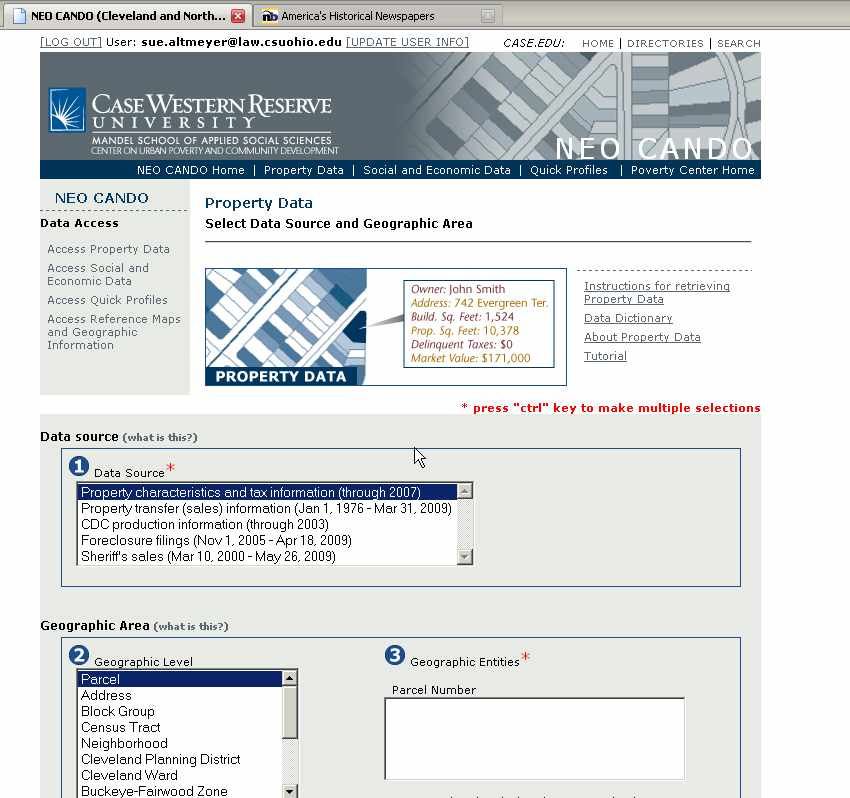 NEO CANDO (Cleveland and North...
America's Historical Newspapers
[LOG OUT] User: sue.altmeyer@law.csuohio.edu [UPDATE USER INFO]
CASE.EDU: HOME | DIRECTORIES | SEARCH
CASE WESTERN RESERVE
UNIVERSITY
MANDEL SCHOOL OF APPLIED SOCIAL SCIENCES
CENTER ON URBAN POVERTY AND COMMUNITY DEVELOPMENT
NEO CANDO
NEO CANDO Home | Property Data | Social and Economic Data | Quick Profiles | Poverty Center Home
NEO CANDO
Data Access
Access Property Data
Access Social and
Economic Data
Access Quick Profiles
Access Reference Maps
and Geographic
Information
Property Data
Select Data Source and Geographic Area
PROPERTY DATA
Owner: John Smith
Address: 742 Evergreen Ter.
Build. Sq. Feet: 1,524
Prop. Sq. Feet: 10,378
Delinquent Taxes: $0
Market Value: $171,000
Instructions for retrieving
Property Data
Data Dictionary
About Property Data
Tutorial
* press "ctrl" key to make multiple selections
Data source (what is this?)
1 Data Source*
Property characteristics and tax information (through 2007)
Property transfer (sales) information (Jan 1, 1976 - Mar 31, 2009)
CDC production information (through 2003)
Foreclosure filings (Nov 1, 2005 - Apr 18, 2009)
Sheriff's sales (Mar 10, 2000 - May 26, 2009)
Geographic Area (what is this?)
2 Geographic Level
Parcel
Address
Block Group
Census Tract
Neighborhood
Cleveland Planning District
Cleveland Ward
Buckeye-Fairwood Zone
3 Geographic Entities*
Parcel Number